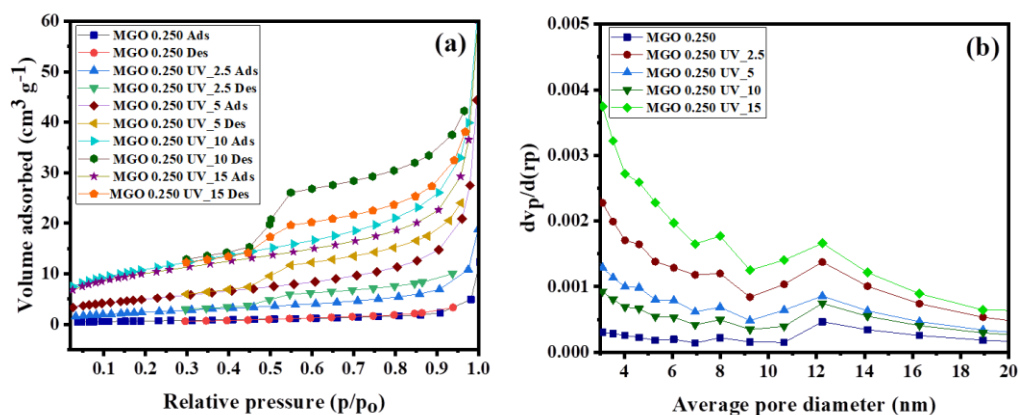 (a)
MGO 0.250 Ads
MGO 0.250 Des
MGO 0.250 UV_2.5 Ads
MGO 0.250 UV_2.5 Des
MGO 0.250 UV_5 Ads
MGO 0.250 UV_5 Des
MGO 0.250 UV_10 Ads
MGO 0.250 UV_10 Des
MGO 0.250 UV_15 Ads
MGO 0.250 UV_15 Des
Volume adsorbed (cm³ g⁻¹)
60
50
40
30
20
10
0
0.1 0.2 0.3 0.4 0.5 0.6 0.7 0.8 0.9 1.0
Relative pressure (p/po)
(b)
MGO 0.250
MGO 0.250 UV_2.5
MGO 0.250 UV_5
MGO 0.250 UV_10
MGO 0.250 UV_15
dvp/d(rp)
0.005
0.004
0.003
0.002
0.001
0.000
4 6 8 10 12 14 16 18 20
Average pore diameter (nm)